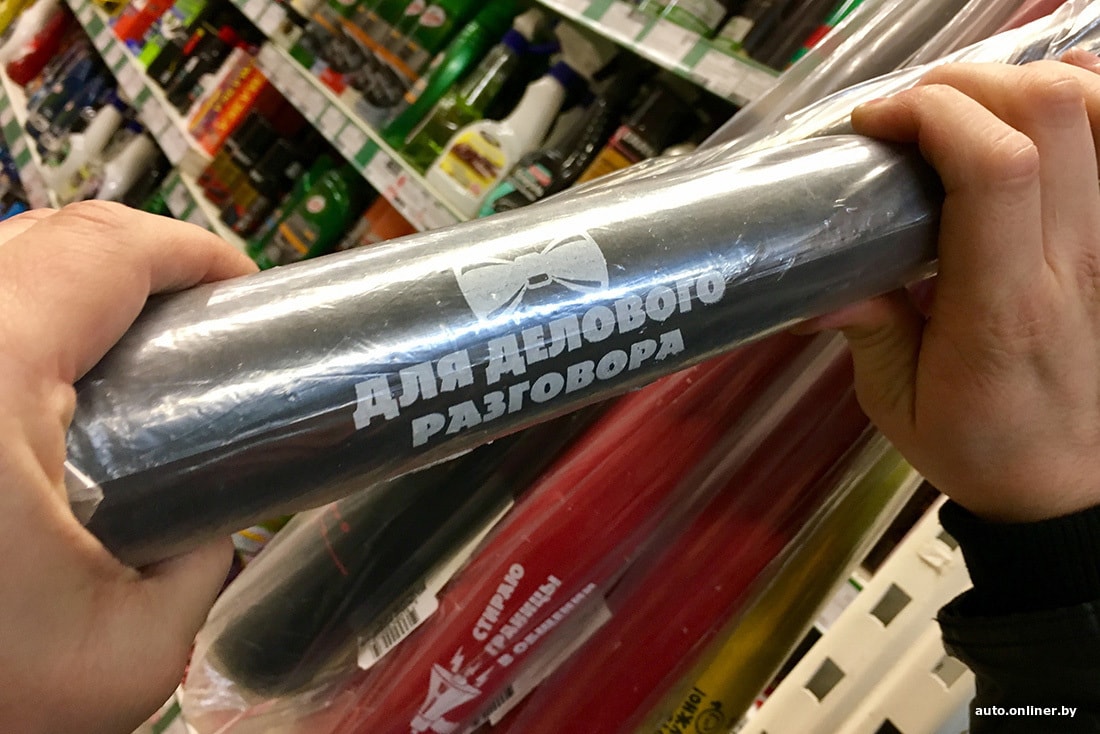 ДЛЯ ДЕЛОВОГО
РАЗГОВОРА
СТИРАЮ
ГРАНИЦЫ
В ОБЩЕНИИ
auto.onliner.by